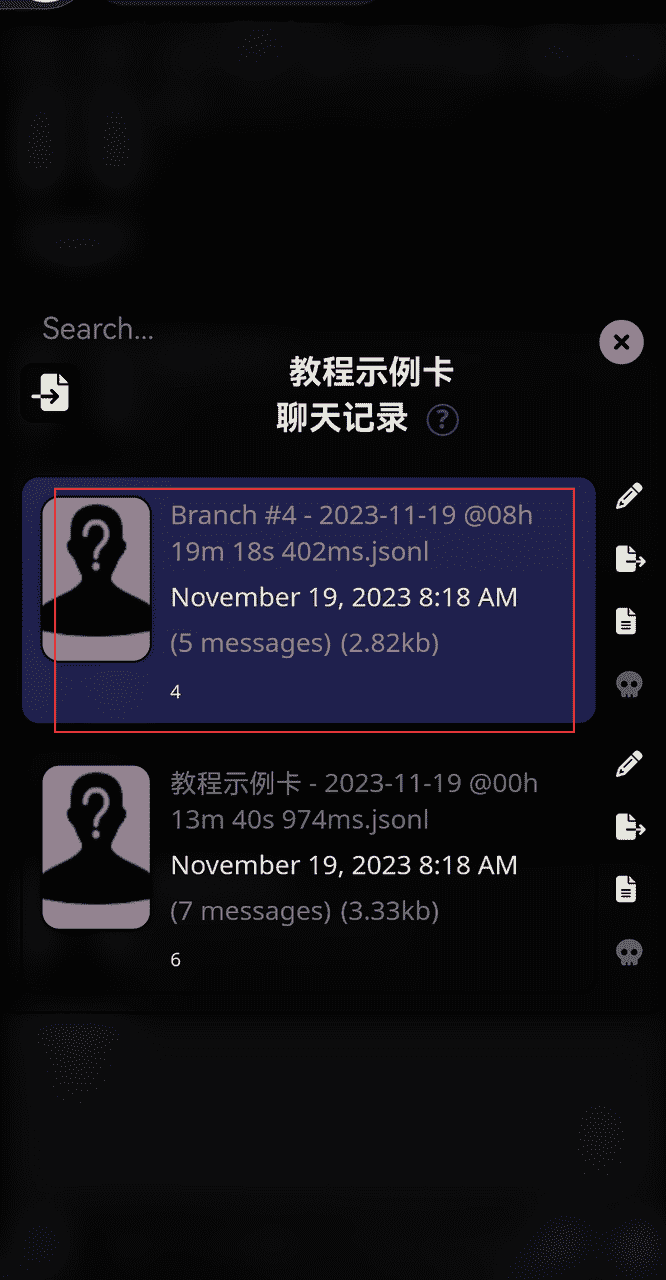 Search...
教程示例卡
聊天记录 ?
Branch #4 - 2023-11-19 @08h
19m 18s 402ms.jsonl
November 19, 2023 8:18 AM
(5 messages) (2.82kb)
4
教程示例卡 - 2023-11-19 @00h
13m 40s 974ms.jsonl
November 19, 2023 8:18 AM
(7 messages) (3.33kb)
6